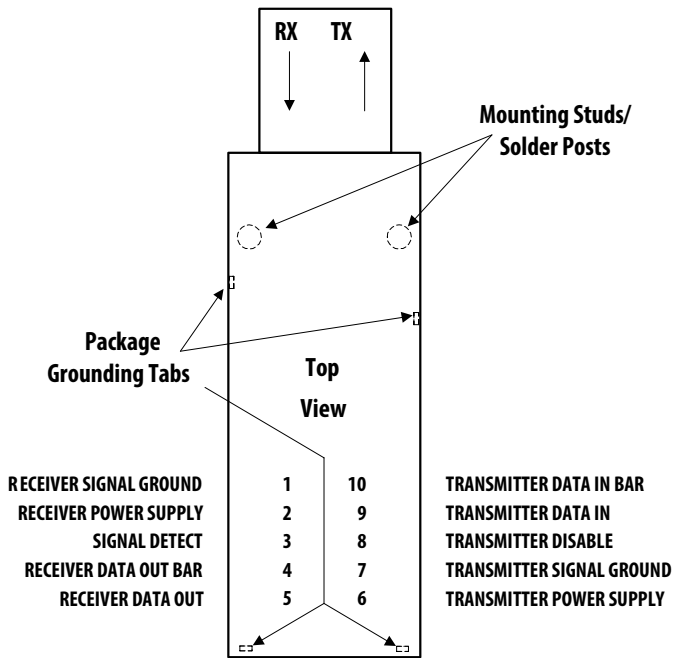 RX TX
Mounting Studs/
Solder Posts
Package
Grounding Tabs
Top
View
RECEIVER SIGNAL GROUND 1 10 TRANSMITTER DATA IN BAR
RECEIVER POWER SUPPLY 2 9 TRANSMITTER DATA IN
SIGNAL DETECT 3 8 TRANSMITTER DISABLE
RECEIVER DATA OUT BAR 4 7 TRANSMITTER SIGNAL GROUND
RECEIVER DATA OUT 5 6 TRANSMITTER POWER SUPPLY